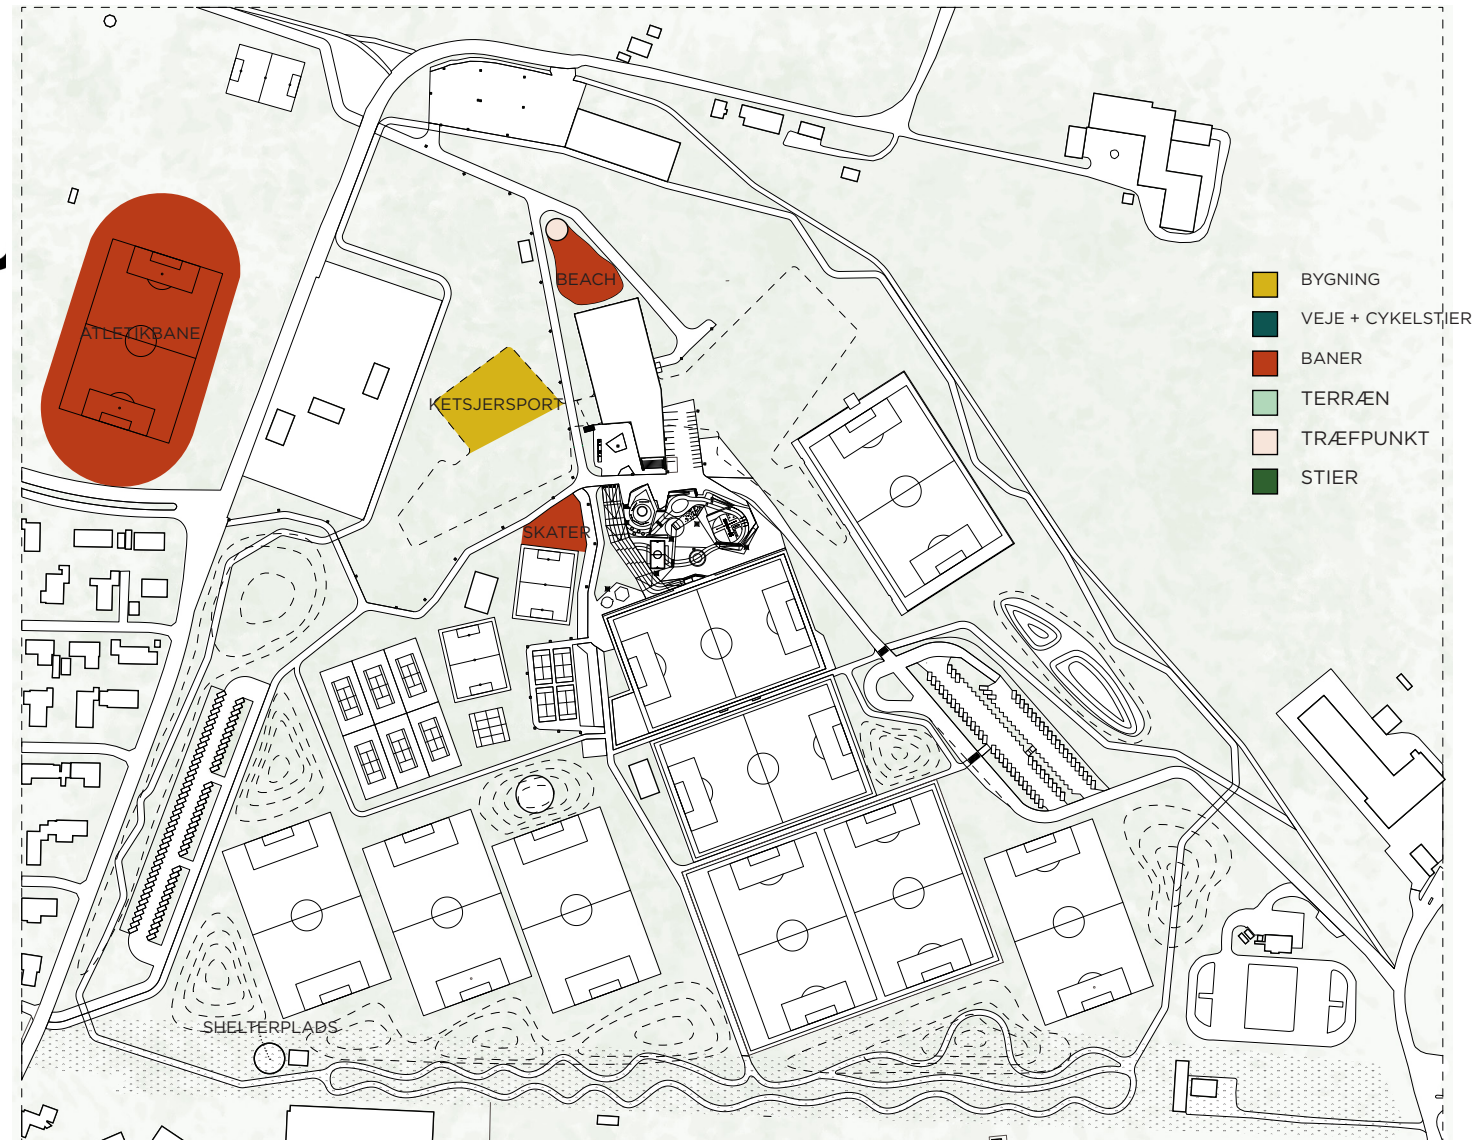 BEACH
BYGNING
VEJE + CYKELSTIER
ATLETIKBANE
BANER
TERRÆN
KETSJERSPORT
TRÆFPUNKT
STIER
SKATER
SHELTERPLADS